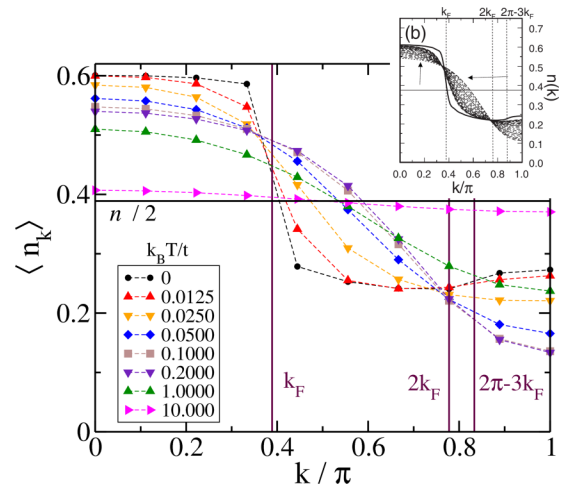 (b)
k_F 2k_F 2π-3k_F
0.7
0.6
0.5
0.4
0.3
0.2
0.1
0.0
n(k)
0.0 0.2 0.4 0.6 0.8 1.0
k/π
0.6
0.4
0.2
0
⟨ n_k ⟩
n / 2
k_B T/t
0
0.0125
0.0250
0.0500
0.1000
0.2000
1.0000
10.000
k_F
2k_F
2π-3k_F
0 0.2 0.4 0.6 0.8 1
k / π